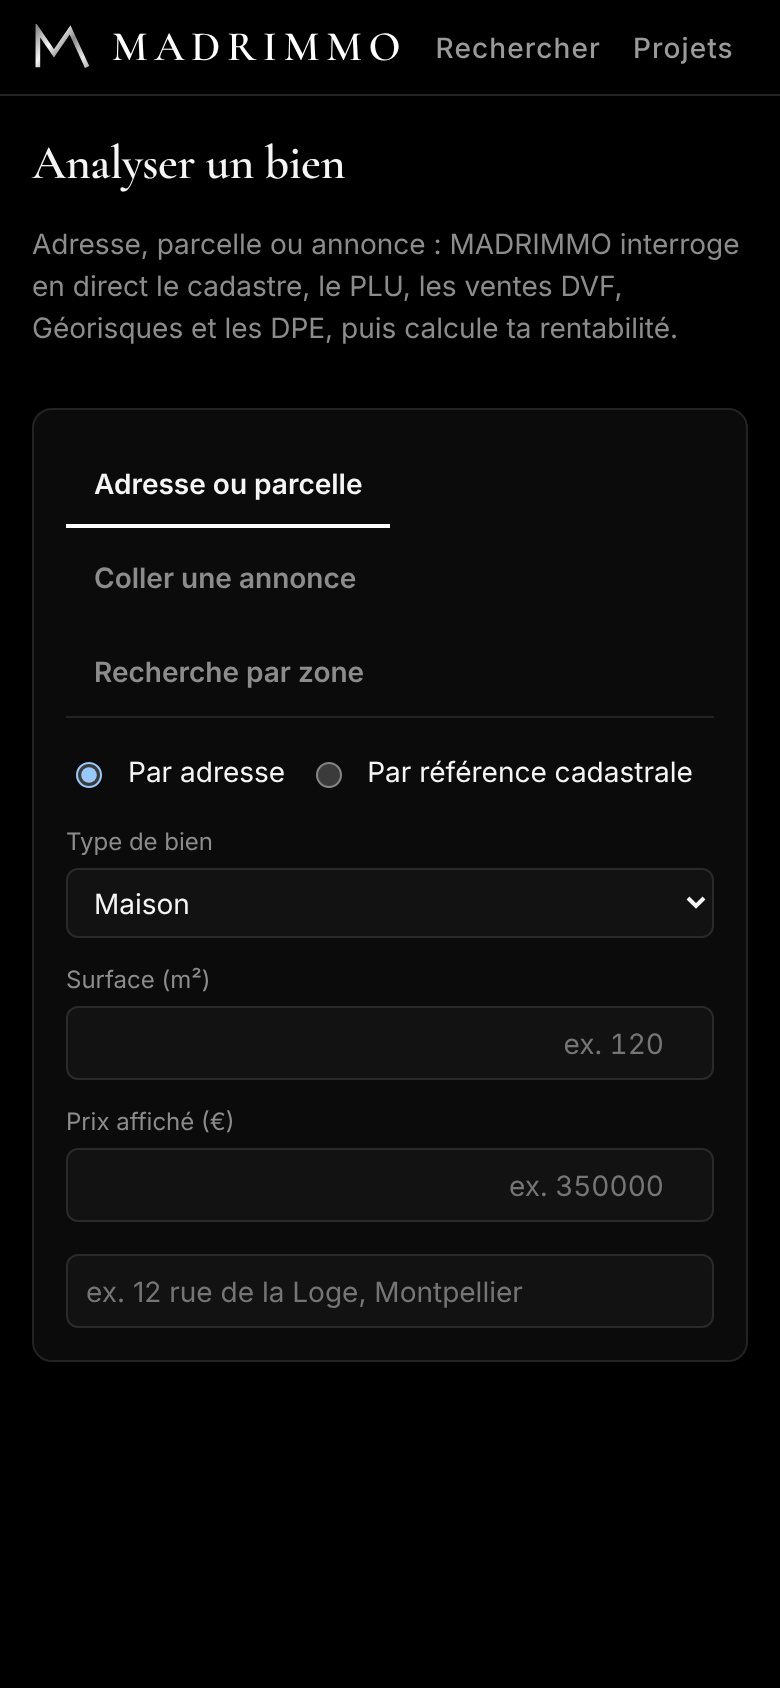 MADRIMMO Rechercher Projets
Analyser un bien
Adresse, parcelle ou annonce : MADRIMMO interroge
en direct le cadastre, le PLU, les ventes DVF,
Géorisques et les DPE, puis calcule ta rentabilité.
Adresse ou parcelle
Coller une annonce
Recherche par zone
Par adresse Par référence cadastrale
Type de bien
Maison
Surface (m²)
ex. 120
Prix affiché (€)
ex. 350000
ex. 12 rue de la Loge, Montpellier